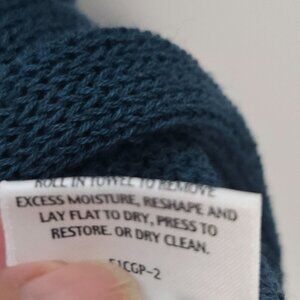 ROLL IN TOWEL TO REMOVE
EXCESS MOISTURE, RESHAPE AND
LAY FLAT TO DRY, PRESS TO
RESTORE. OR DRY CLEAN.
51CGP-2